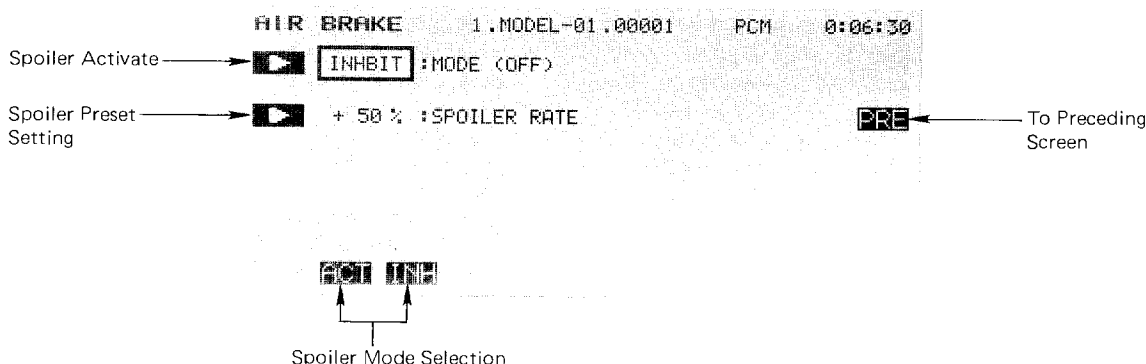 AIR BRAKE 1.MODEL-01.00001 PCM 0:06:30
Spoiler Activate INHBIT :MODE (OFF)
Spoiler Preset Setting + 50 % :SPOILER RATE PRE To Preceding Screen
ACT INH
Spoiler Mode Selection